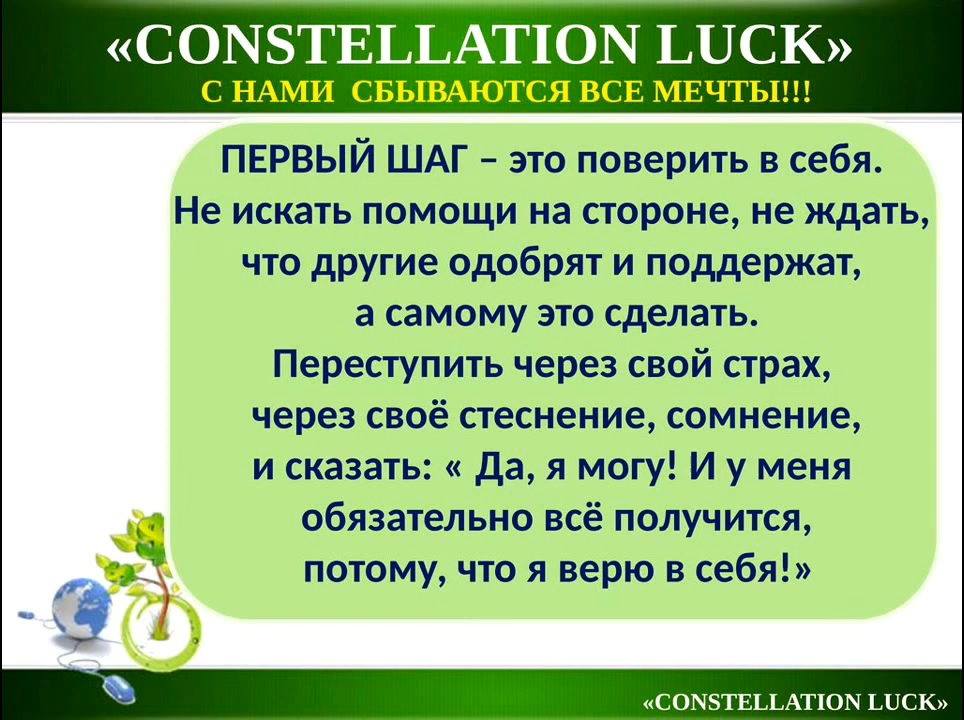 «CONSTELLATION LUCK»
С НАМИ СБЫВАЮТСЯ ВСЕ МЕЧТЫ!!!
ПЕРВЫЙ ШАГ – это поверить в себя.
Не искать помощи на стороне, не ждать,
что другие одобрят и поддержат,
а самому это сделать.
Переступить через свой страх,
через своё стеснение, сомнение,
и сказать: « Да, я могу! И у меня
обязательно всё получится,
потому, что я верю в себя!»
«CONSTELLATION LUCK»